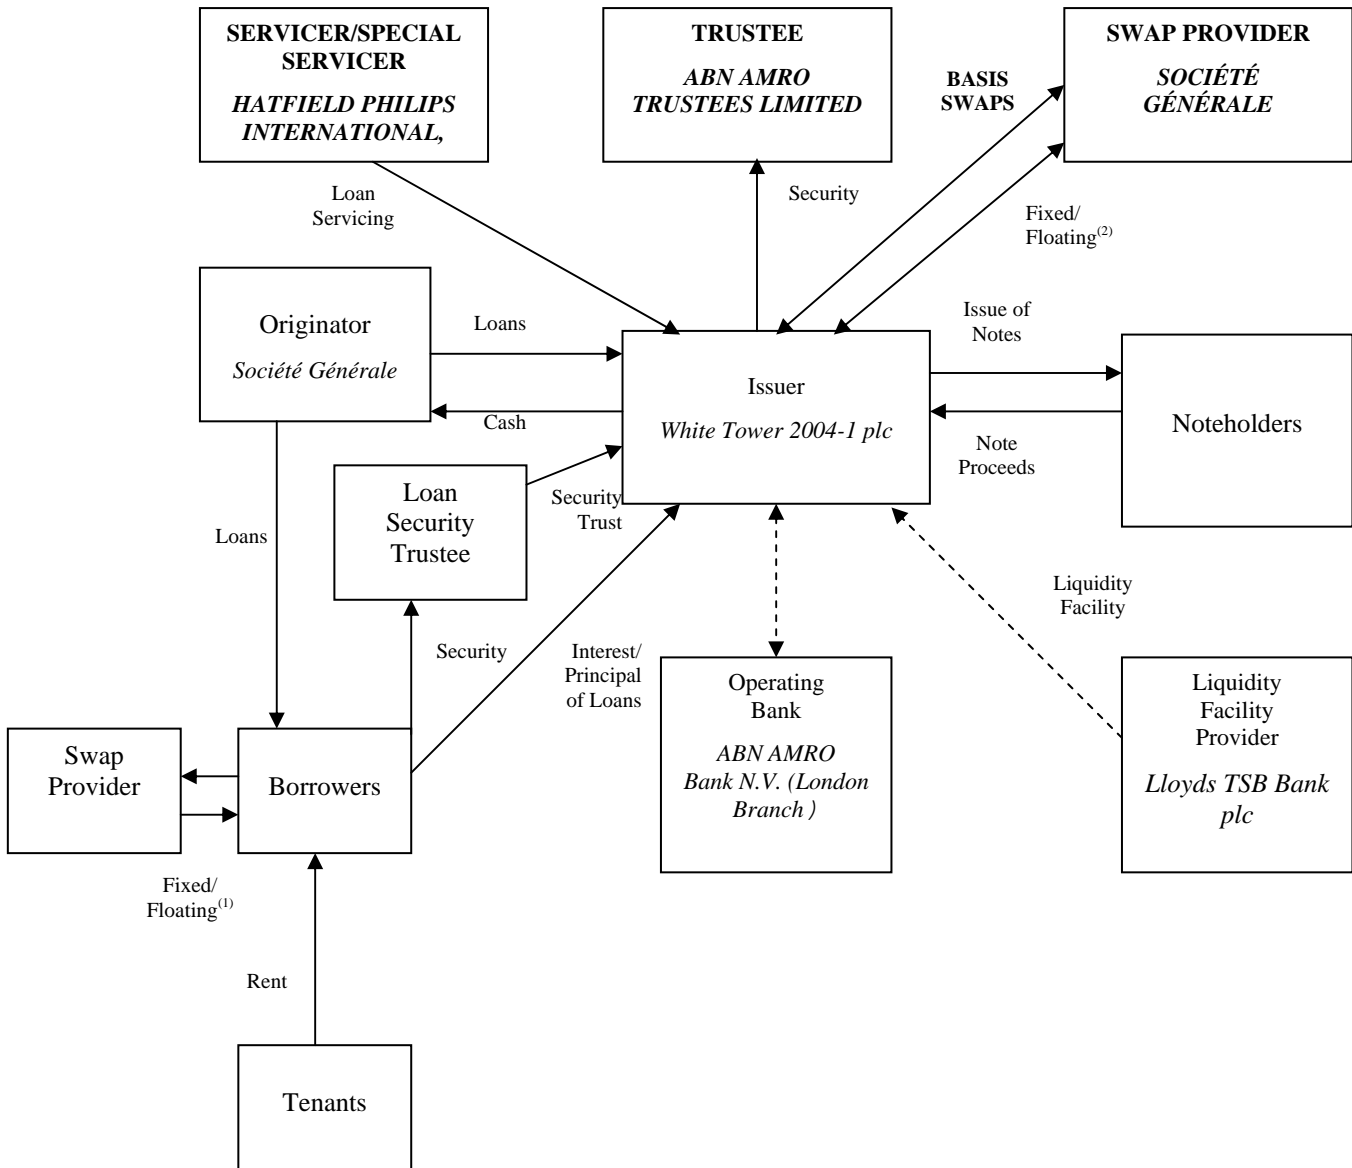 SERVICER/SPECIAL
SERVICER
HATFIELD PHILIPS
INTERNATIONAL,
TRUSTEE
ABN AMRO
TRUSTEES LIMITED
SWAP PROVIDER
SOCIÉTÉ
GÉNÉRALE
BASIS
SWAPS
Loan
Servicing
Security
Fixed/
Floating(2)
Originator
Société Générale
Loans
Cash
Issuer
White Tower 2004-1 plc
Issue of
Notes
Note
Proceeds
Noteholders
Loan
Security
Trustee
Security
Trust
Loans
Security
Interest/
Principal
of Loans
Liquidity
Facility
Operating
Bank
ABN AMRO
Bank N.V. (London
Branch)
Liquidity
Facility
Provider
Lloyds TSB Bank
plc
Swap
Provider
Borrowers
Fixed/
Floating(1)
Rent
Tenants